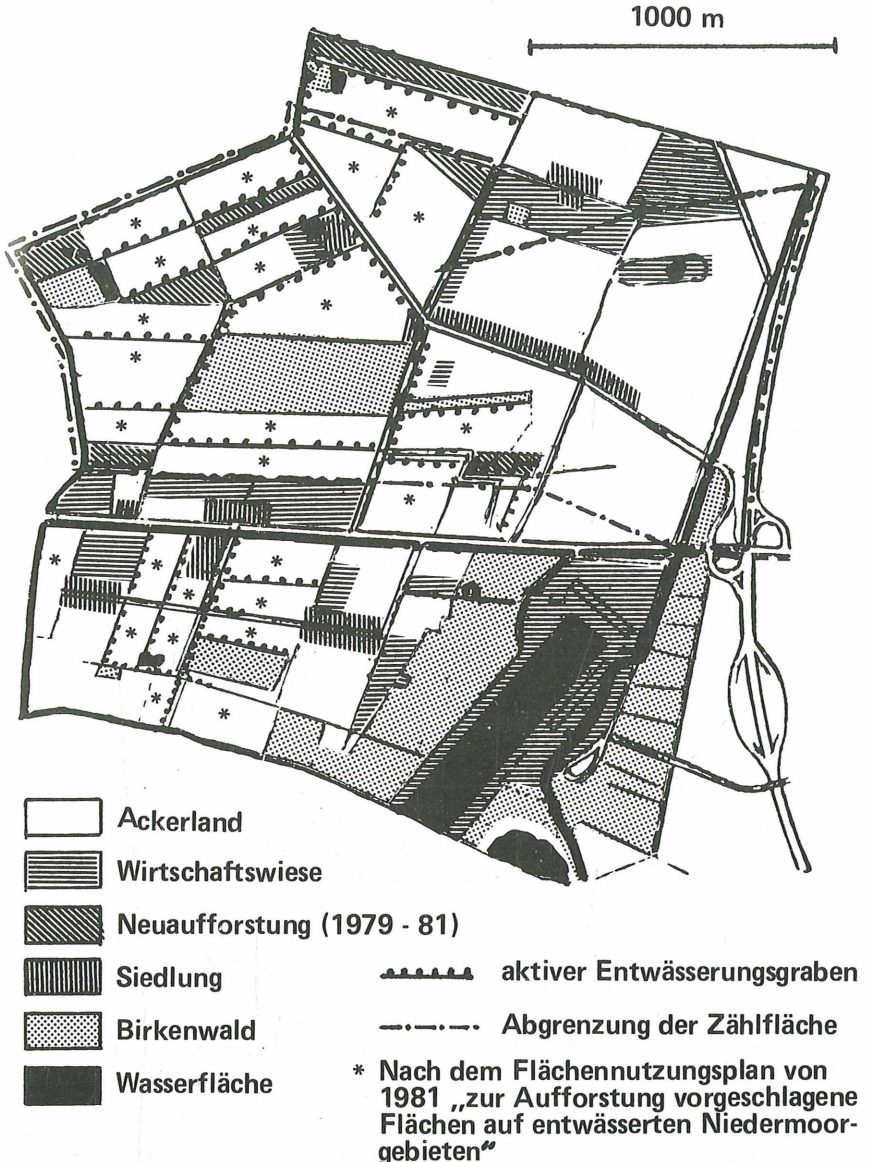 1000 m
Ackerland
Wirtschaftswiese
Neuaufforstung (1979 - 81)
Siedlung
Birkenwald
Wasserfläche
aktiver Entwässerungsgraben
Abgrenzung der Zählfläche
* Nach dem Flächennutzungsplan von
1981 „zur Aufforstung vorgeschlagene
Flächen auf entwässerten Niedermoor-
gebieten“